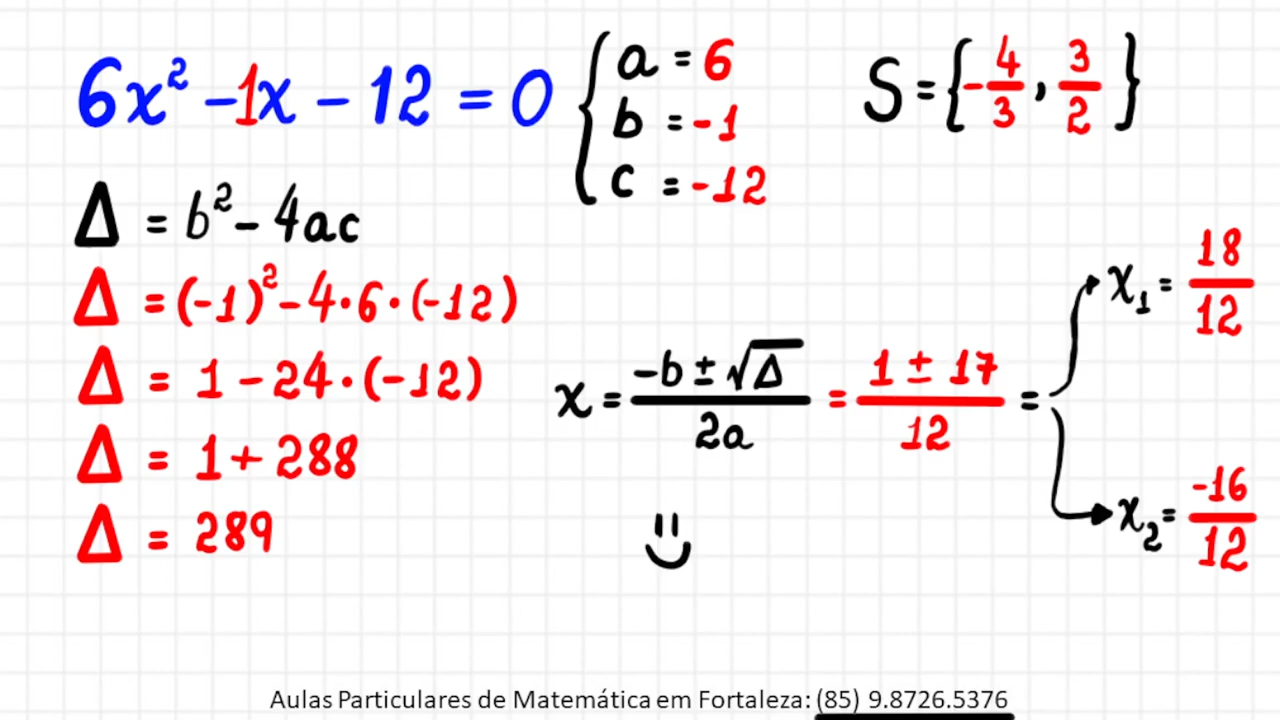 6x² - 1x - 12 = 0
a = 6
b = -1
c = -12
S = {-4/3, 3/2}
Δ = b² - 4ac
Δ = (-1)² - 4·6·(-12)
Δ = 1 - 24·(-12)
Δ = 1 + 288
Δ = 289
x = (-b ± √Δ)/2a = (1 ± 17)/12 =
x₁ = 18/12
x₂ = -16/12
Aulas Particulares de Matemática em Fortaleza: (85) 9.8726.5376